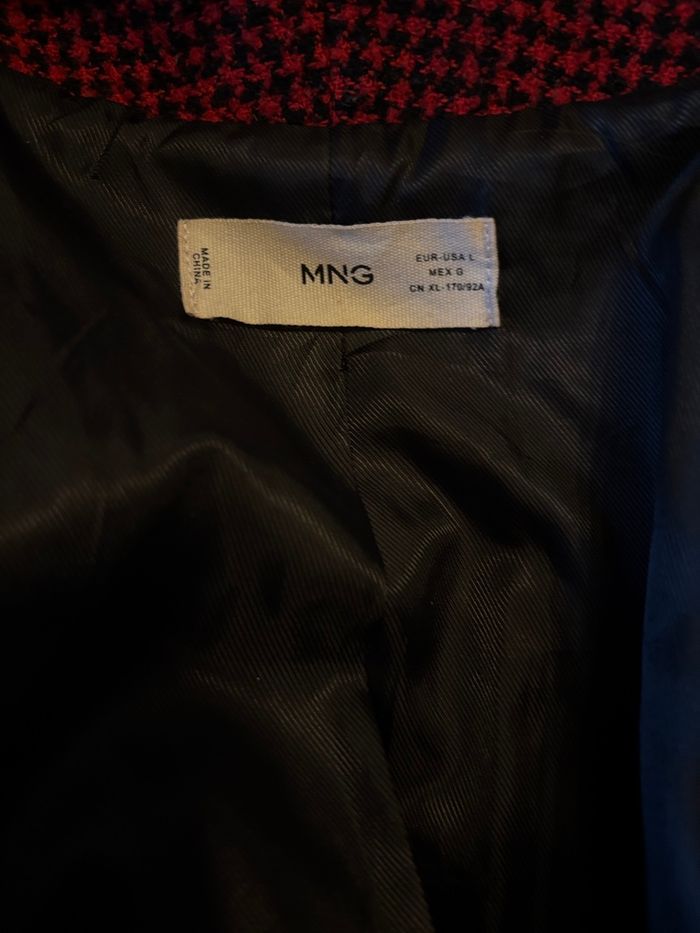 MADE IN
CHINA
MNG
EUR-USA L
MEX G
CN XL-170/92A